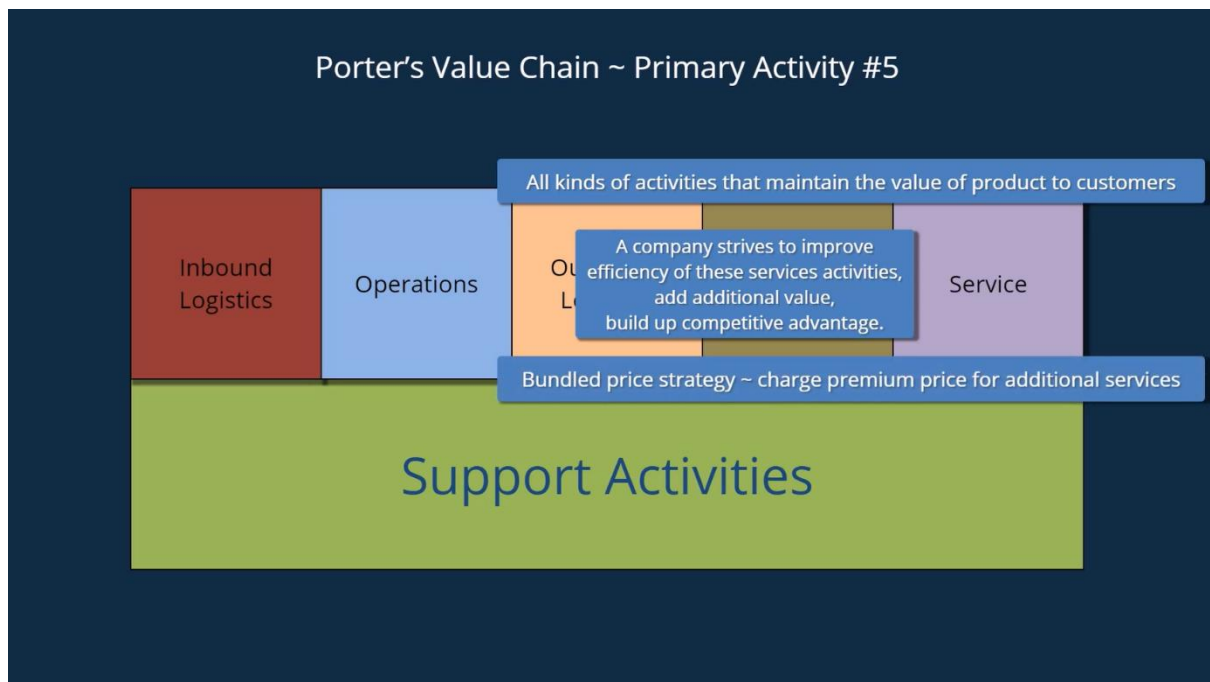 Porter's Value Chain ~ Primary Activity #5
All kinds of activities that maintain the value of product to customers
Inbound
Logistics
Operations
A company strives to improve
efficiency of these services activities,
add additional value,
build up competitive advantage.
Service
Bundled price strategy ~ charge premium price for additional services
Support Activities